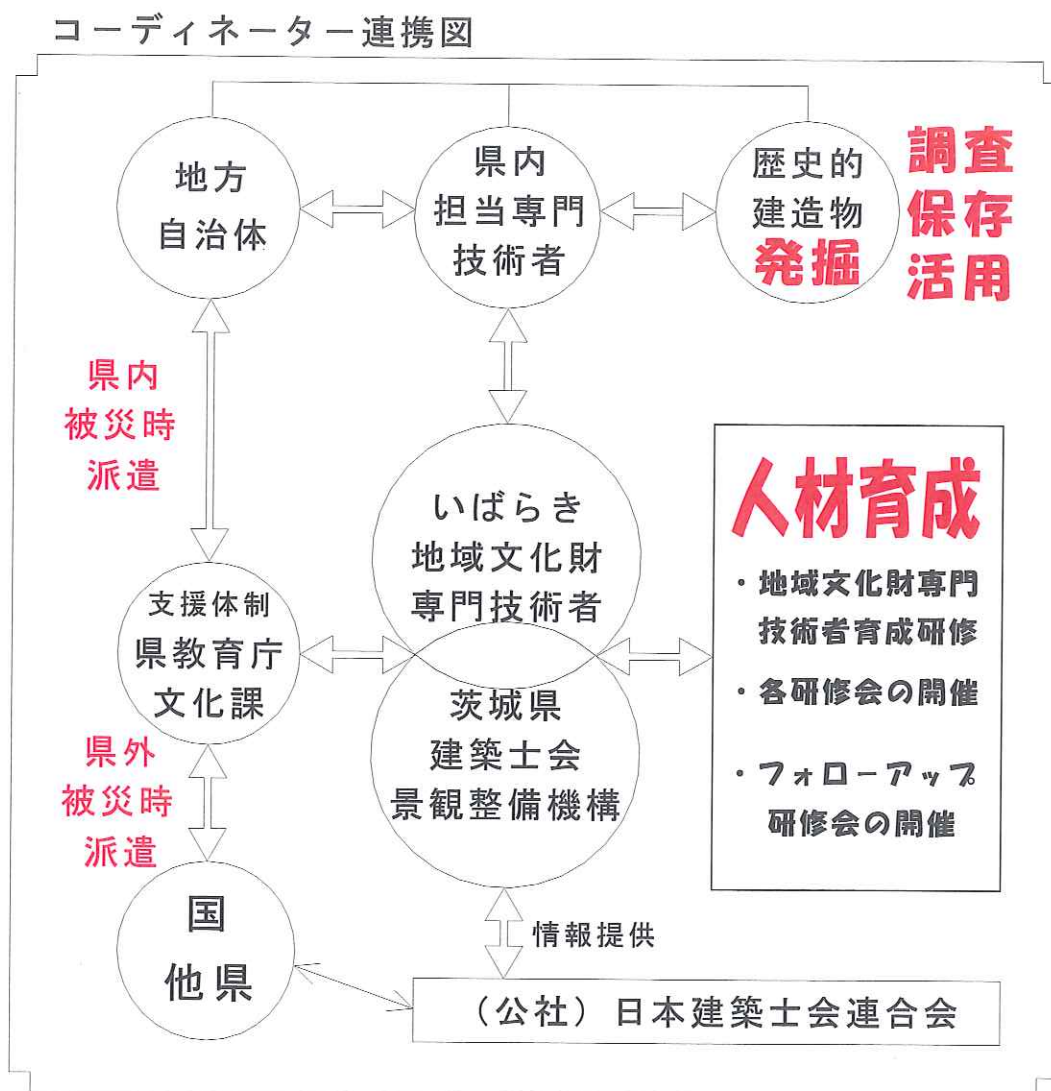 コーディネーター連携図
地方
自治体
県内
担当専門
技術者
歴史的
建造物
発掘
調査
保存
活用
県内
被災時
派遣
いばらき
地域文化財
専門技術者
人材育成
・地域文化財専門
技術者育成研修
・各研修会の開催
・フォローアップ
研修会の開催
支援体制
県教育庁
文化課
茨城県
建築士会
景観整備機構
県外
被災時
派遣
国
他県
情報提供
（公社）日本建築士会連合会